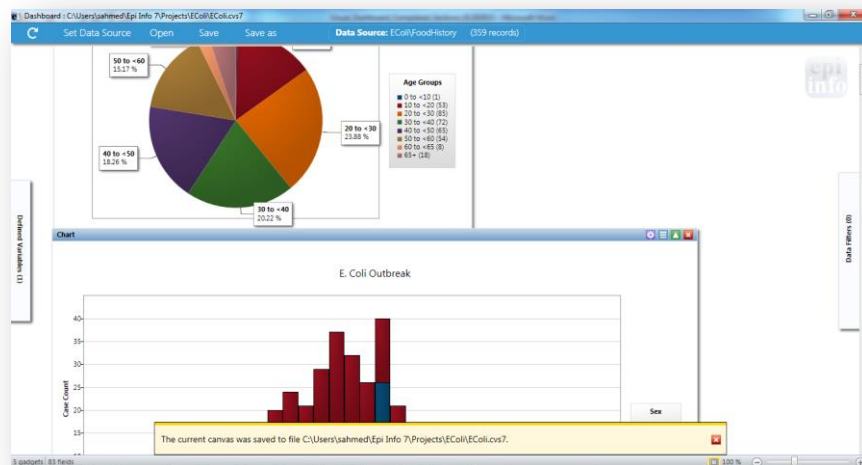 Dashboard : C:\Users\sahmed\Epi Info 7\Projects\EColi\EColi.cvs7
Set Data Source Open Save Save as Data Source: EColi\FoodHistory (359 records)
epi
info
50 to <60
15.17 %
Age Groups
0 to <10 (1)
10 to <20 (53)
20 to <30 (85)
30 to <40 (72)
40 to <50 (65)
50 to <60 (54)
60 to <65 (8)
65+ (18)
20 to <30
23.88 %
40 to <50
18.26 %
30 to <40
20.22 %
Defined Variables (1)
Data Filters (0)
Chart
E. Coli Outbreak
40
35
30
25
20
15
Case Count
Sex
The current canvas was saved to file C:\Users\sahmed\Epi Info 7\Projects\EColi\EColi.cvs7.
5 gadgets 83 fields
100 %